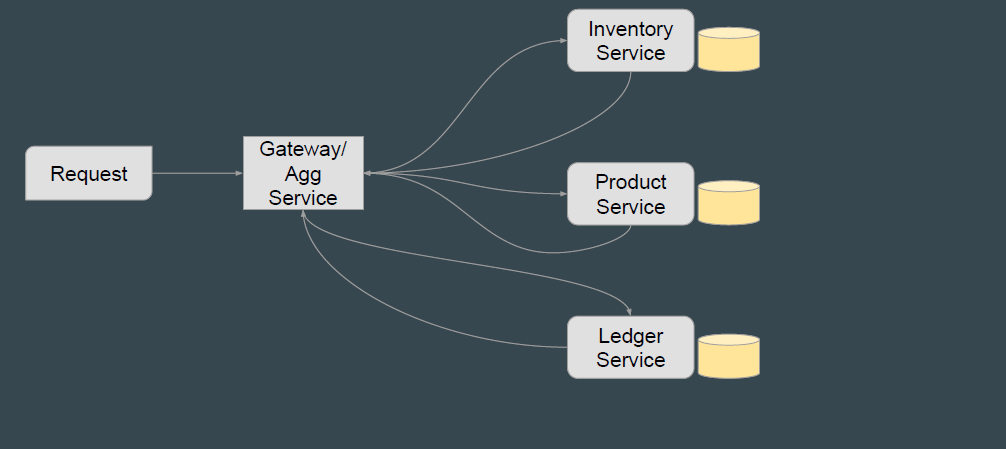 Request
Gateway/
Agg
Service
Inventory
Service
Product
Service
Ledger
Service